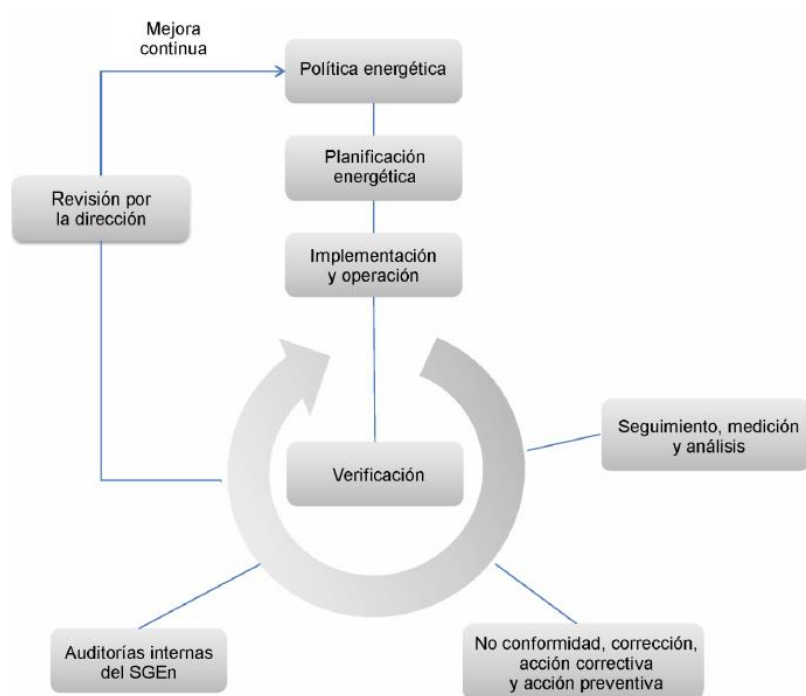 Mejora
continua
Política energética
Planificación
energética
Revisión por
la dirección
Implementación
y operación
Seguimiento, medición
y análisis
Verificación
Auditorías internas
del SGEn
No conformidad, corrección,
acción correctiva
y acción preventiva